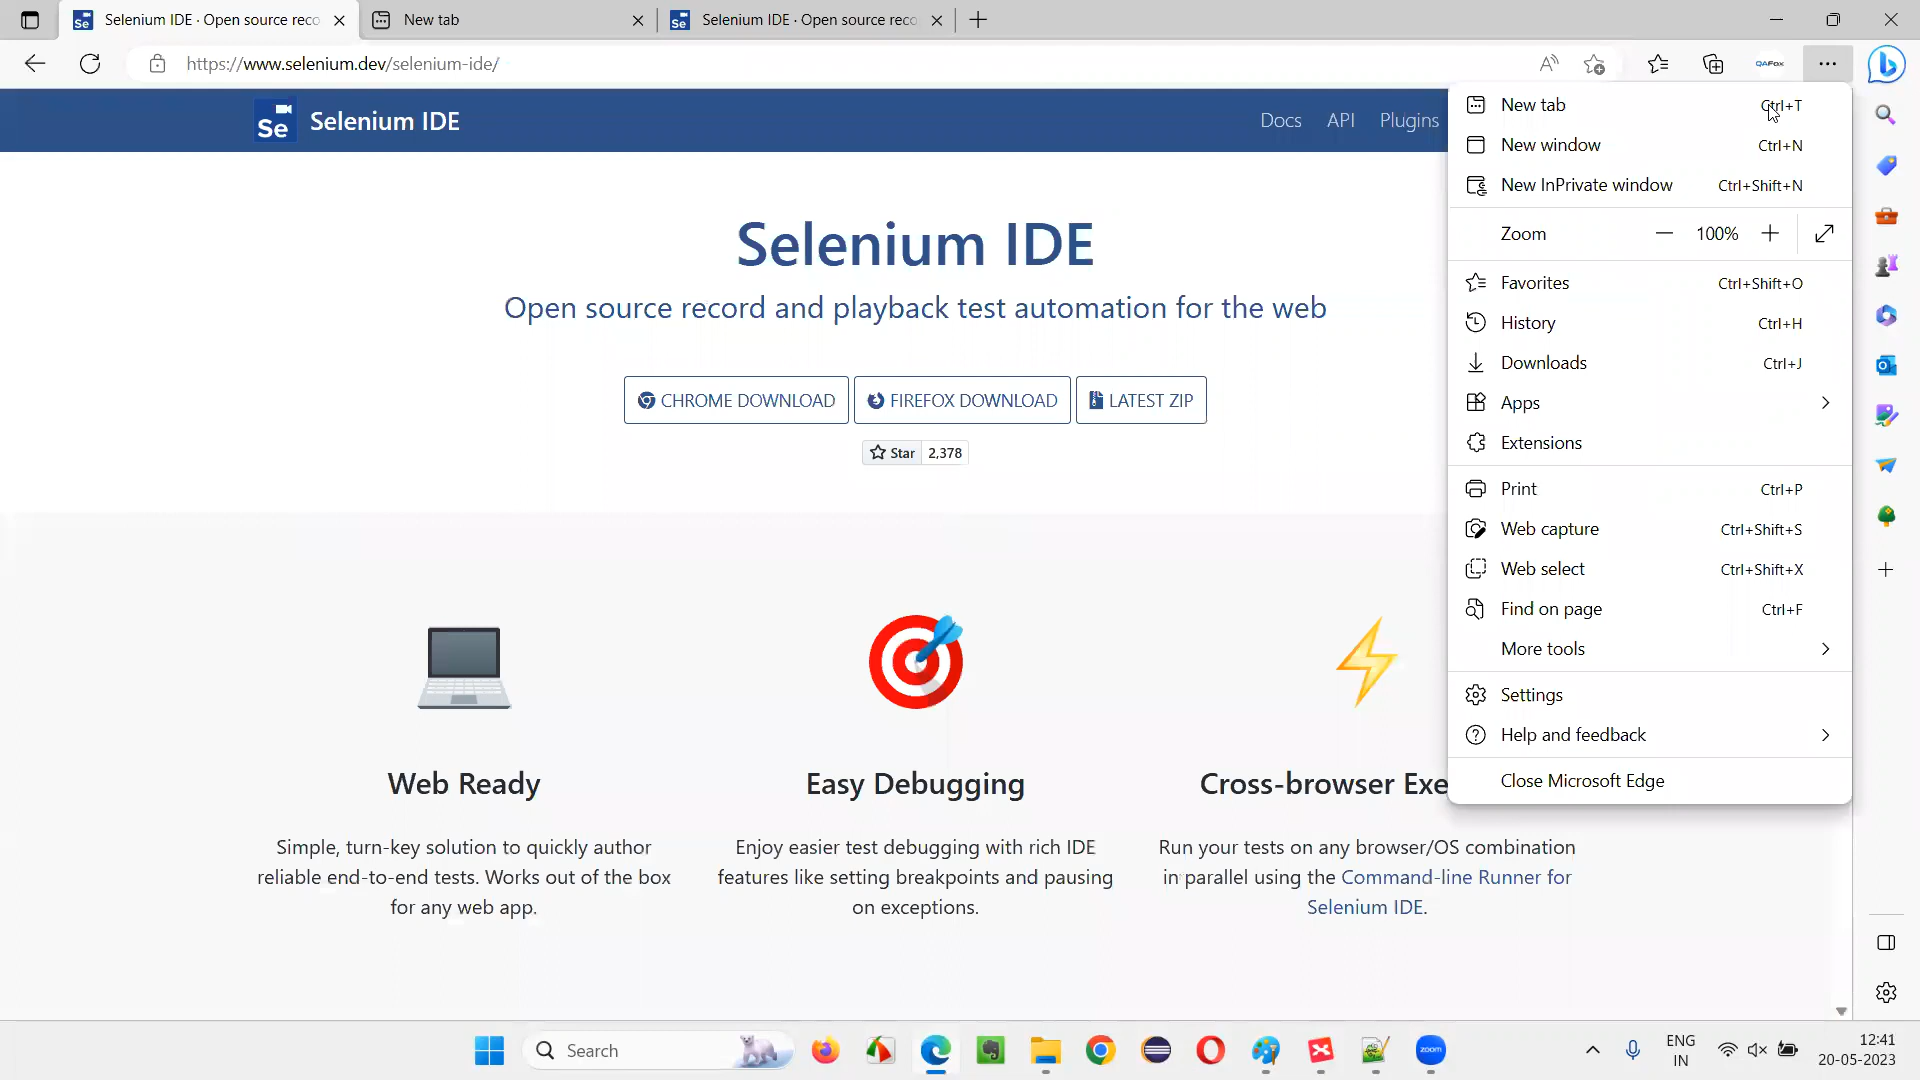 Selenium IDE · Open source reco
New tab
Selenium IDE · Open source reco
https://www.selenium.dev/selenium-ide/
QAFox
Se
Selenium IDE
Docs
API
Plugins
Selenium IDE
Open source record and playback test automation for the web
CHROME DOWNLOAD
FIREFOX DOWNLOAD
LATEST ZIP
Star
2,378
Web Ready
Simple, turn-key solution to quickly author
reliable end-to-end tests. Works out of the box
for any web app.
Easy Debugging
Enjoy easier test debugging with rich IDE
features like setting breakpoints and pausing
on exceptions.
Cross-browser Exe
Run your tests on any browser/OS combination
in parallel using the Command-line Runner for
Selenium IDE.
New tab Ctrl+T
New window Ctrl+N
New InPrivate window Ctrl+Shift+N
Zoom 100%
Favorites Ctrl+Shift+O
History Ctrl+H
Downloads Ctrl+J
Apps
Extensions
Print Ctrl+P
Web capture Ctrl+Shift+S
Web select Ctrl+Shift+X
Find on page Ctrl+F
More tools
Settings
Help and feedback
Close Microsoft Edge
Search
zoom
ENG
IN
12:41
20-05-2023